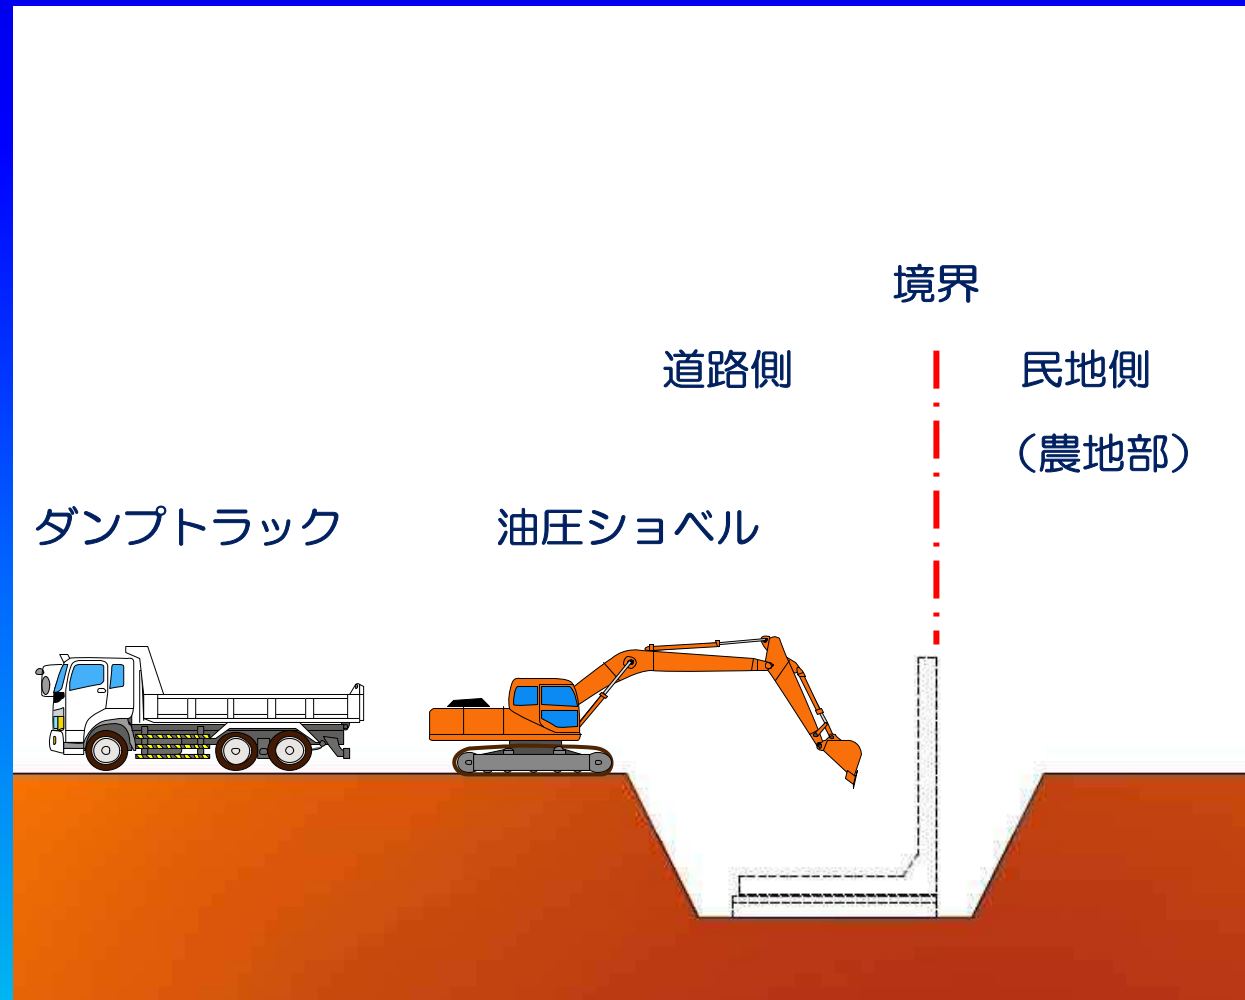 境界
道路側
民地側
（農地部）
ダンプトラック
油圧ショベル